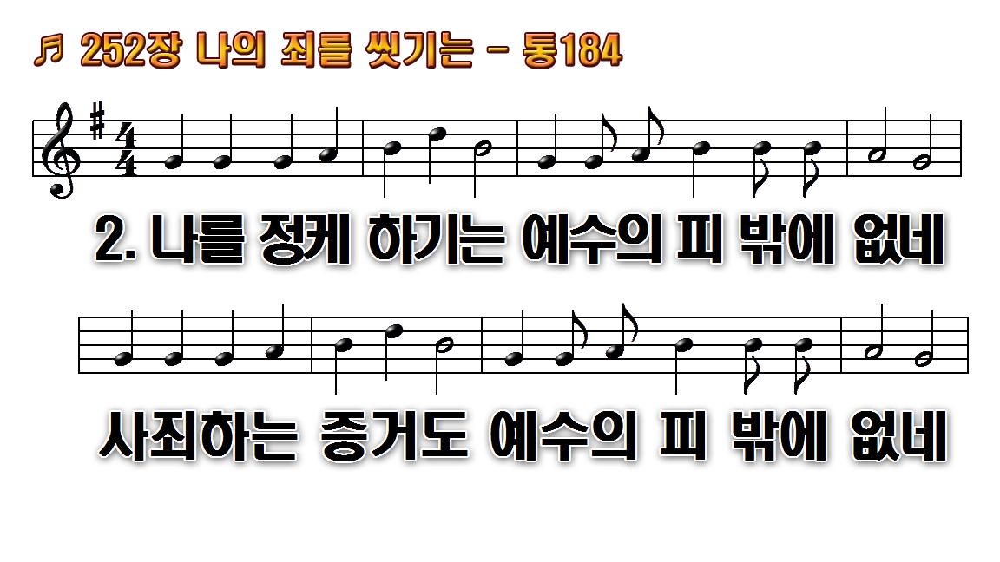 ♬ 252장 나의 죄를 씻기는 - 통184
2. 나를 정케 하기는 예수의 피 밖에 없네
사죄하는 증거도 예수의 피 밖에 없네